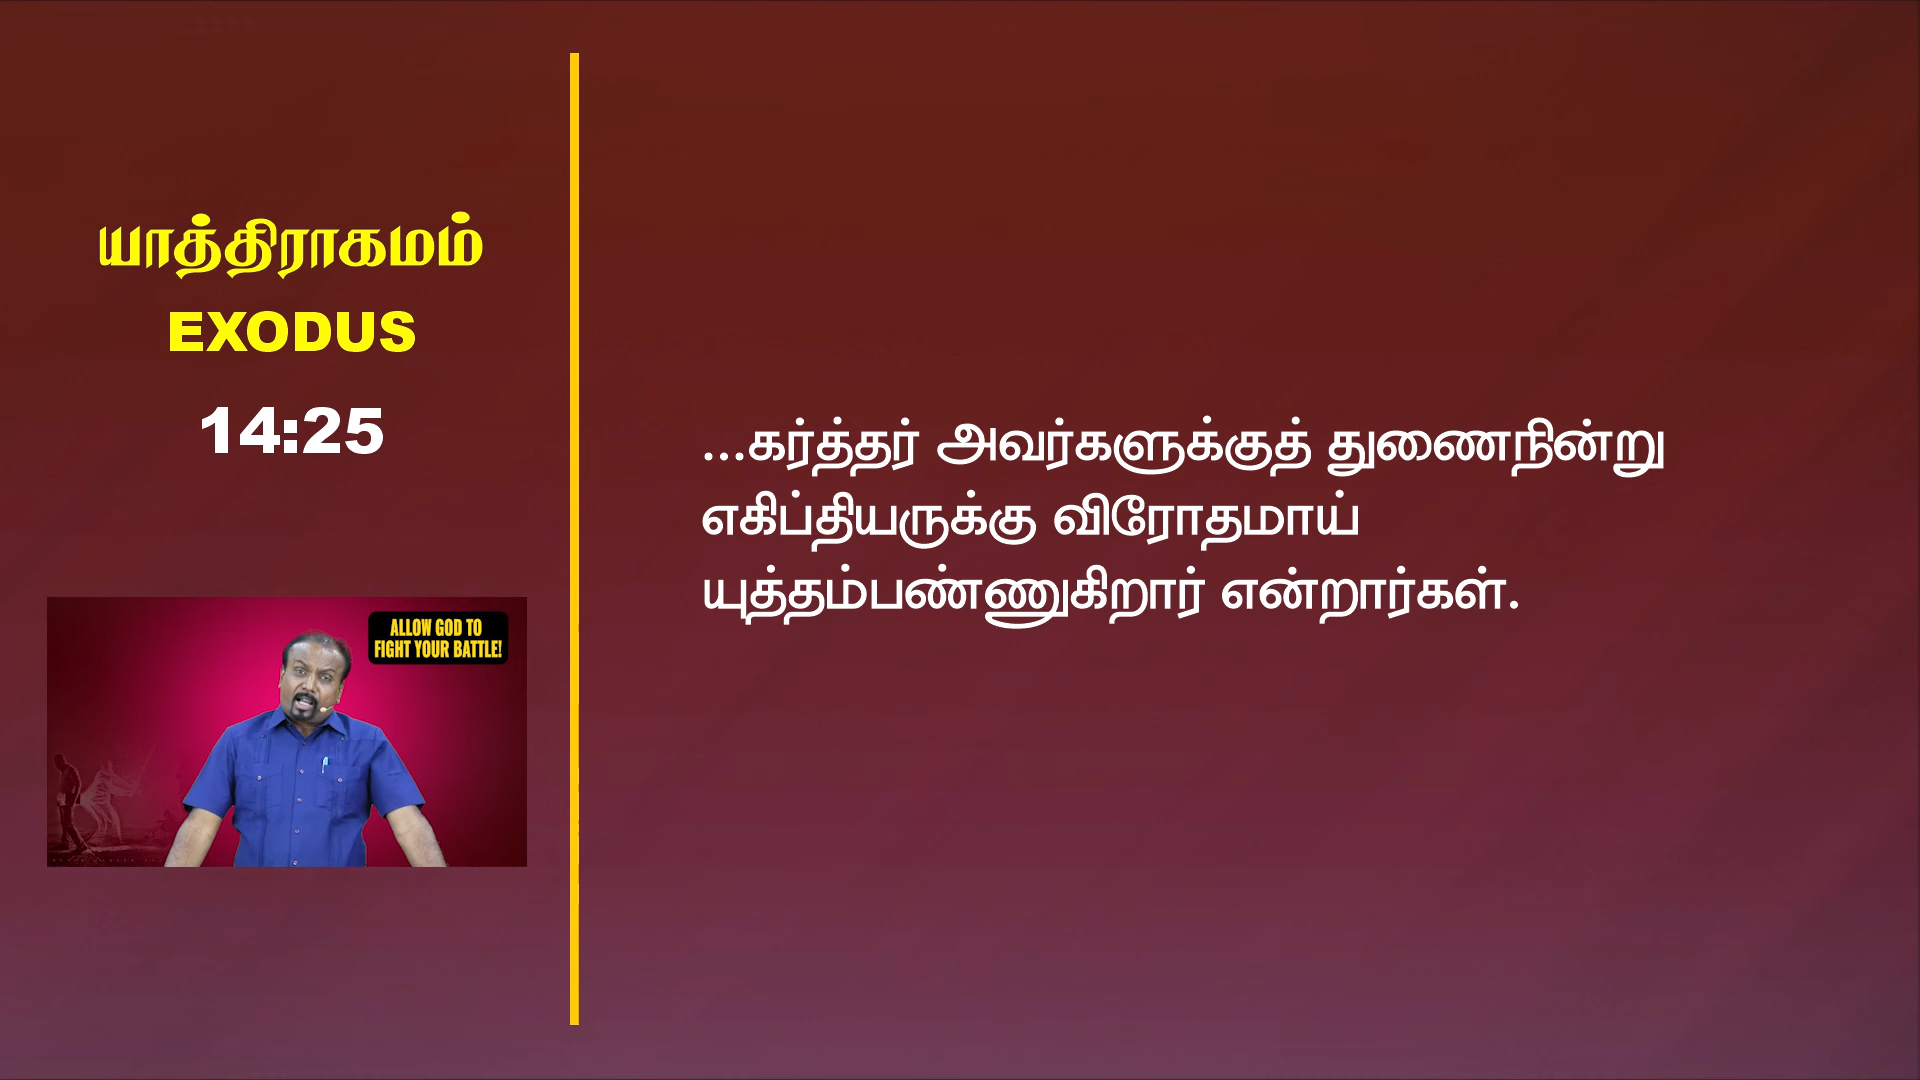 யாத்திராகமம்
EXODUS
14:25
ALLOW GOD TO
FIGHT YOUR BATTLE!
...கர்த்தர் அவர்களுக்குத் துணைநின்று
எகிப்தியருக்கு விரோதமாய்
யுத்தம்பண்ணுகிறார் என்றார்கள்.